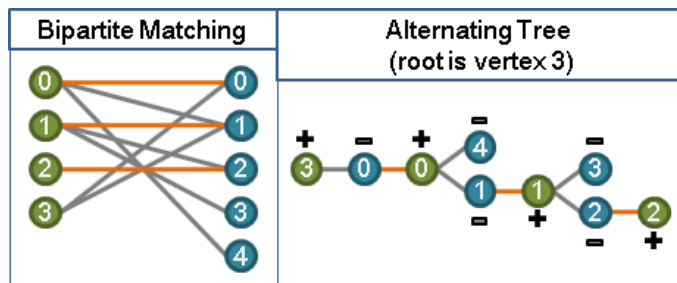 Bipartite Matching
Alternating Tree
(root is vertex 3)
0 0
1 1
2 2
3 3
4
+ − + −
4
3 0 0 −
3
1 1
− +
2 2
− +